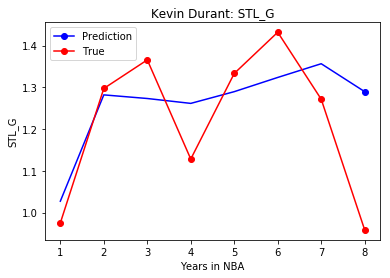 Kevin Durant: STL_G
Prediction
True
STL_G
1.4
1.3
1.2
1.1
1.0
1 2 3 4 5 6 7 8
Years in NBA